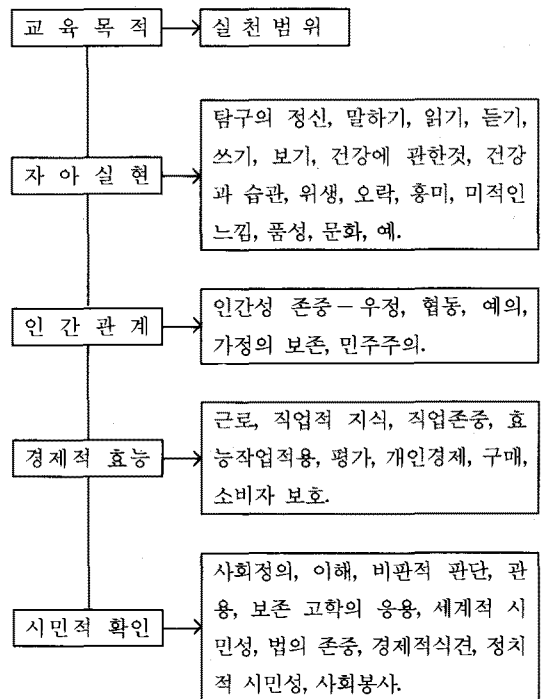 교 육 목 적
실 천 범 위
자 아 실 현
탐구의 정신, 말하기, 읽기, 듣기,
쓰기, 보기, 건강에 관한것, 건강
과 습관, 위생, 오락, 흥미, 미적인
느낌, 품성, 문화, 예.
인 간 관 계
인간성 존중 — 우정, 협동, 예의,
가정의 보존, 민주주의.
경제적 효능
근로, 직업적 지식, 직업존중, 효
능작업적용, 평가, 개인경제, 구매,
소비자 보호.
시민적 확인
사회정의, 이해, 비판적 판단, 관
용, 보존 고학의 응용, 세계적 시
민성, 법의 존중, 경제적식견, 정치
적 시민성, 사회봉사.